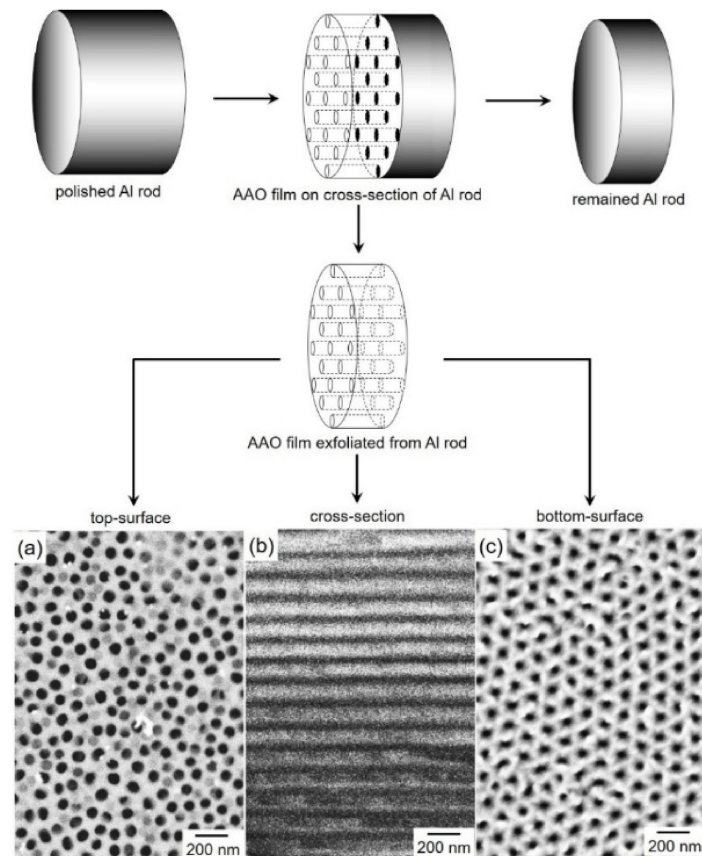 polished Al rod
AAO film on cross-section of Al rod
remained Al rod
AAO film exfoliated from Al rod
top-surface
cross-section
bottom-surface
(a)
(b)
(c)
200 nm
200 nm
200 nm